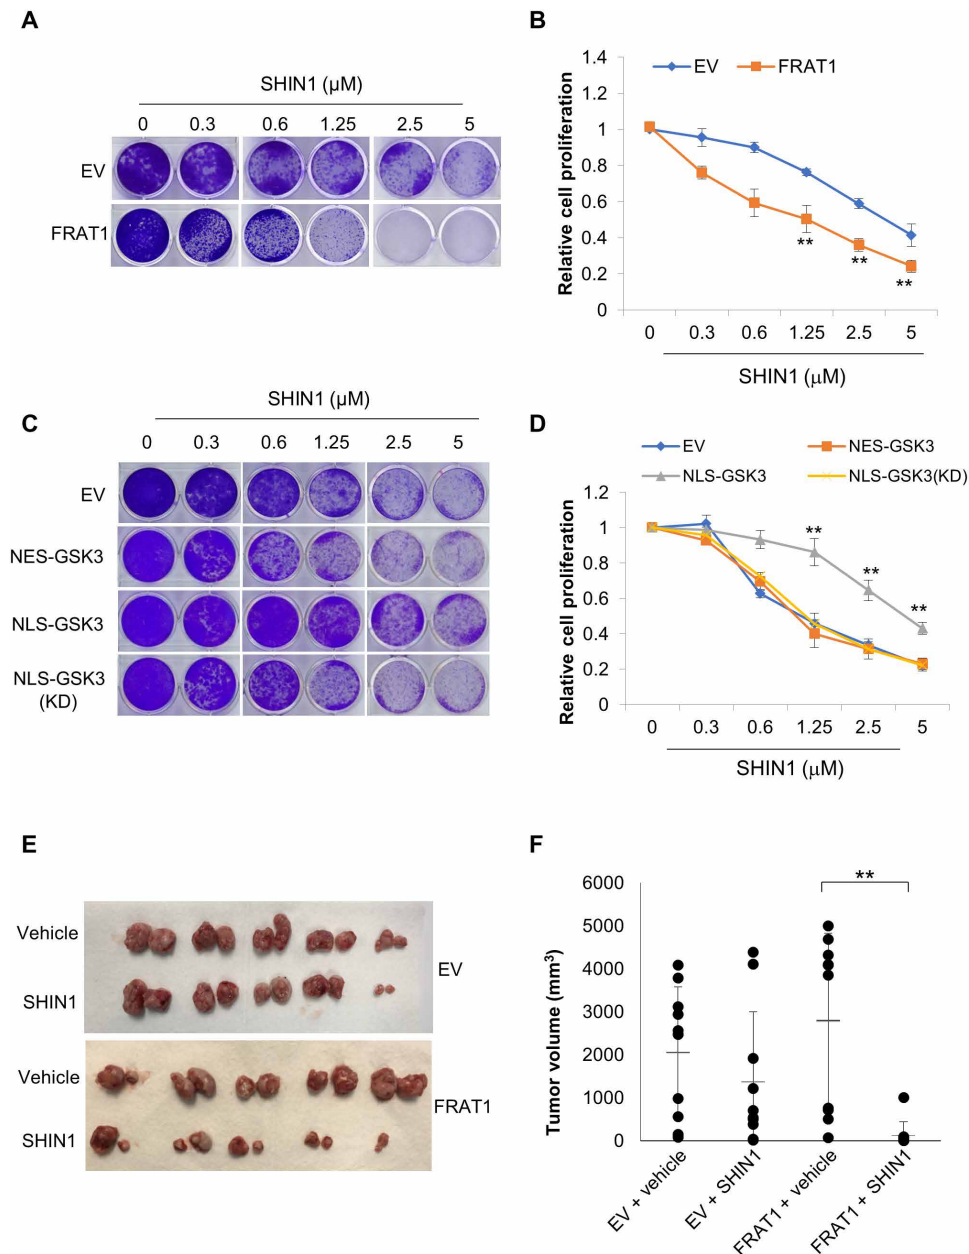 A
SHIN1 (µM)
0 0.3 0.6 1.25 2.5 5
EV
FRAT1
B
EV FRAT1
Relative cell proliferation
1.4
1.2
1
0.8
0.6
0.4
0.2
0
**
**
**
0 0.3 0.6 1.25 2.5 5
SHIN1 (µM)
C
SHIN1 (µM)
0 0.3 0.6 1.25 2.5 5
EV
NES-GSK3
NLS-GSK3
NLS-GSK3
(KD)
D
EV NES-GSK3
NLS-GSK3 NLS-GSK3(KD)
Relative cell proliferation
1.2
1
0.8
0.6
0.4
0.2
0
**
**
**
0 0.3 0.6 1.25 2.5 5
SHIN1 (µM)
E
Vehicle
EV
SHIN1
Vehicle
FRAT1
SHIN1
F
Tumor volume (mm³)
6000
5000
4000
3000
2000
1000
0
**
EV + vehicle
EV + SHIN1
FRAT1 + vehicle
FRAT1 + SHIN1